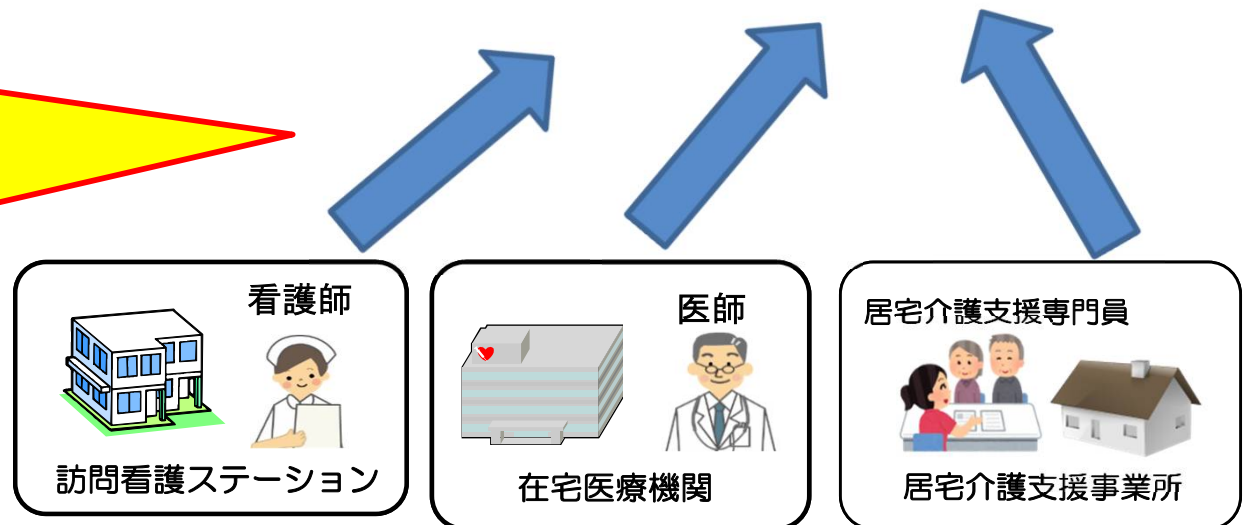 看護師
訪問看護ステーション
医師
在宅医療機関
居宅介護支援専門員
居宅介護支援事業所